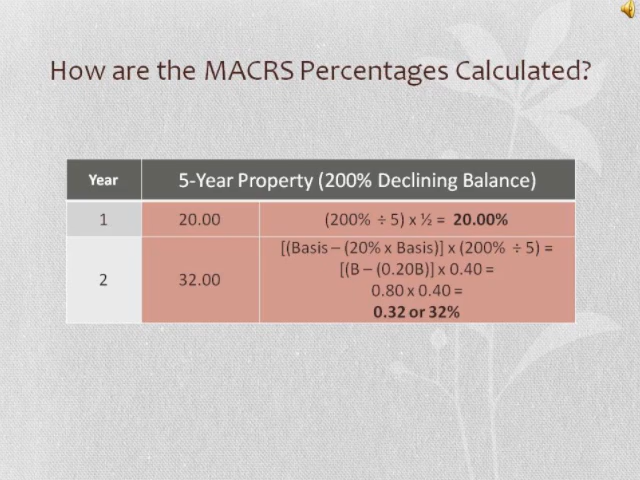 How are the MACRS Percentages Calculated?
Year 5-Year Property (200% Declining Balance)
1 20.00 (200% ÷ 5) x ½ = 20.00%
2 32.00 [(Basis – (20% x Basis)] x (200% ÷ 5) =
[(B – (0.20B)] x 0.40 =
0.80 x 0.40 =
0.32 or 32%